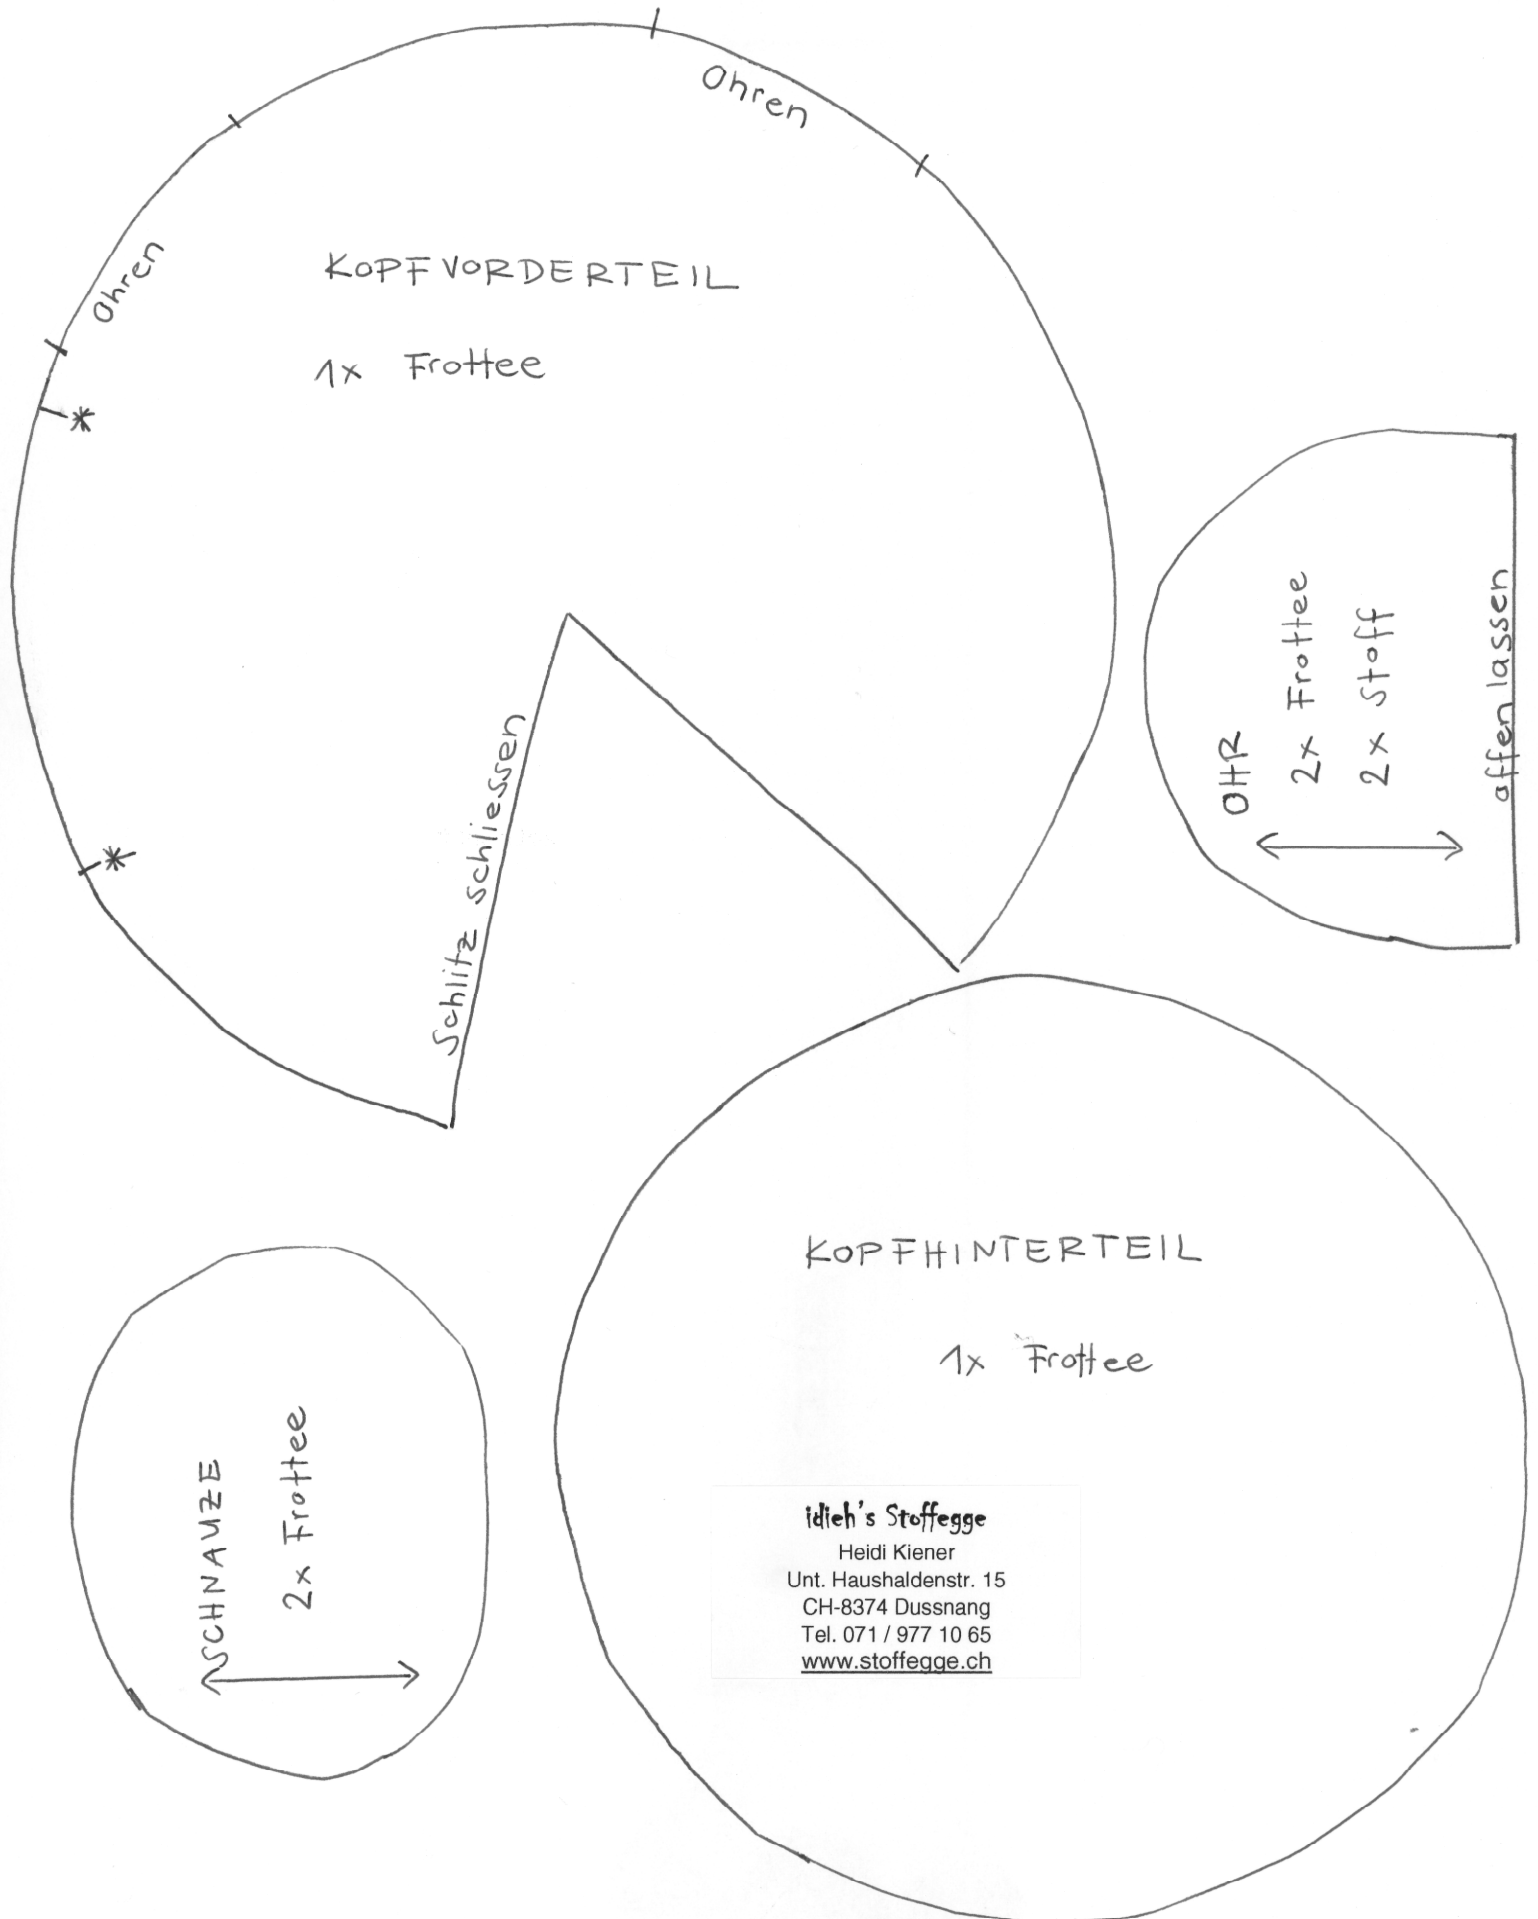 Ohren
Ohren
KOPFVORDERTEIL
1x Frottee
*
*
Schlitz schliessen
OHR
2x Frottee
2x Stoff
offen lassen
KOPFHINTERTEIL
1x Frottee
SCHNAUZE
2x Frottee
idieh's Stoffegge
Heidi Kiener
Unt. Haushaldenstr. 15
CH-8374 Dussnang
Tel. 071 / 977 10 65
www.stoffegge.ch